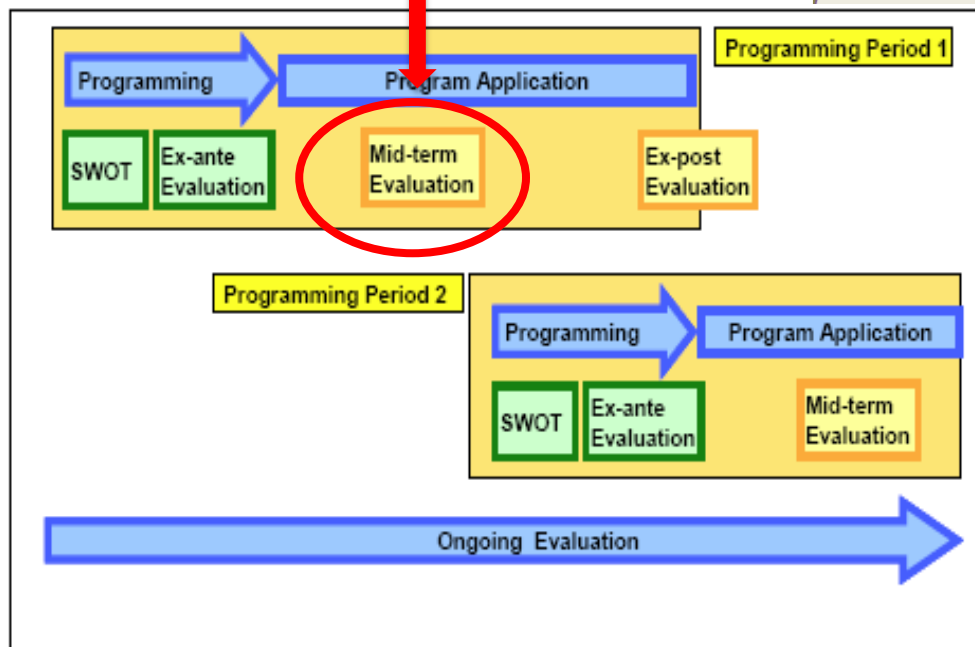 Programming Period 1
Programming
Program Application
SWOT
Ex-ante
Evaluation
Mid-term
Evaluation
Ex-post
Evaluation
Programming Period 2
Programming
Program Application
SWOT
Ex-ante
Evaluation
Mid-term
Evaluation
Ongoing Evaluation